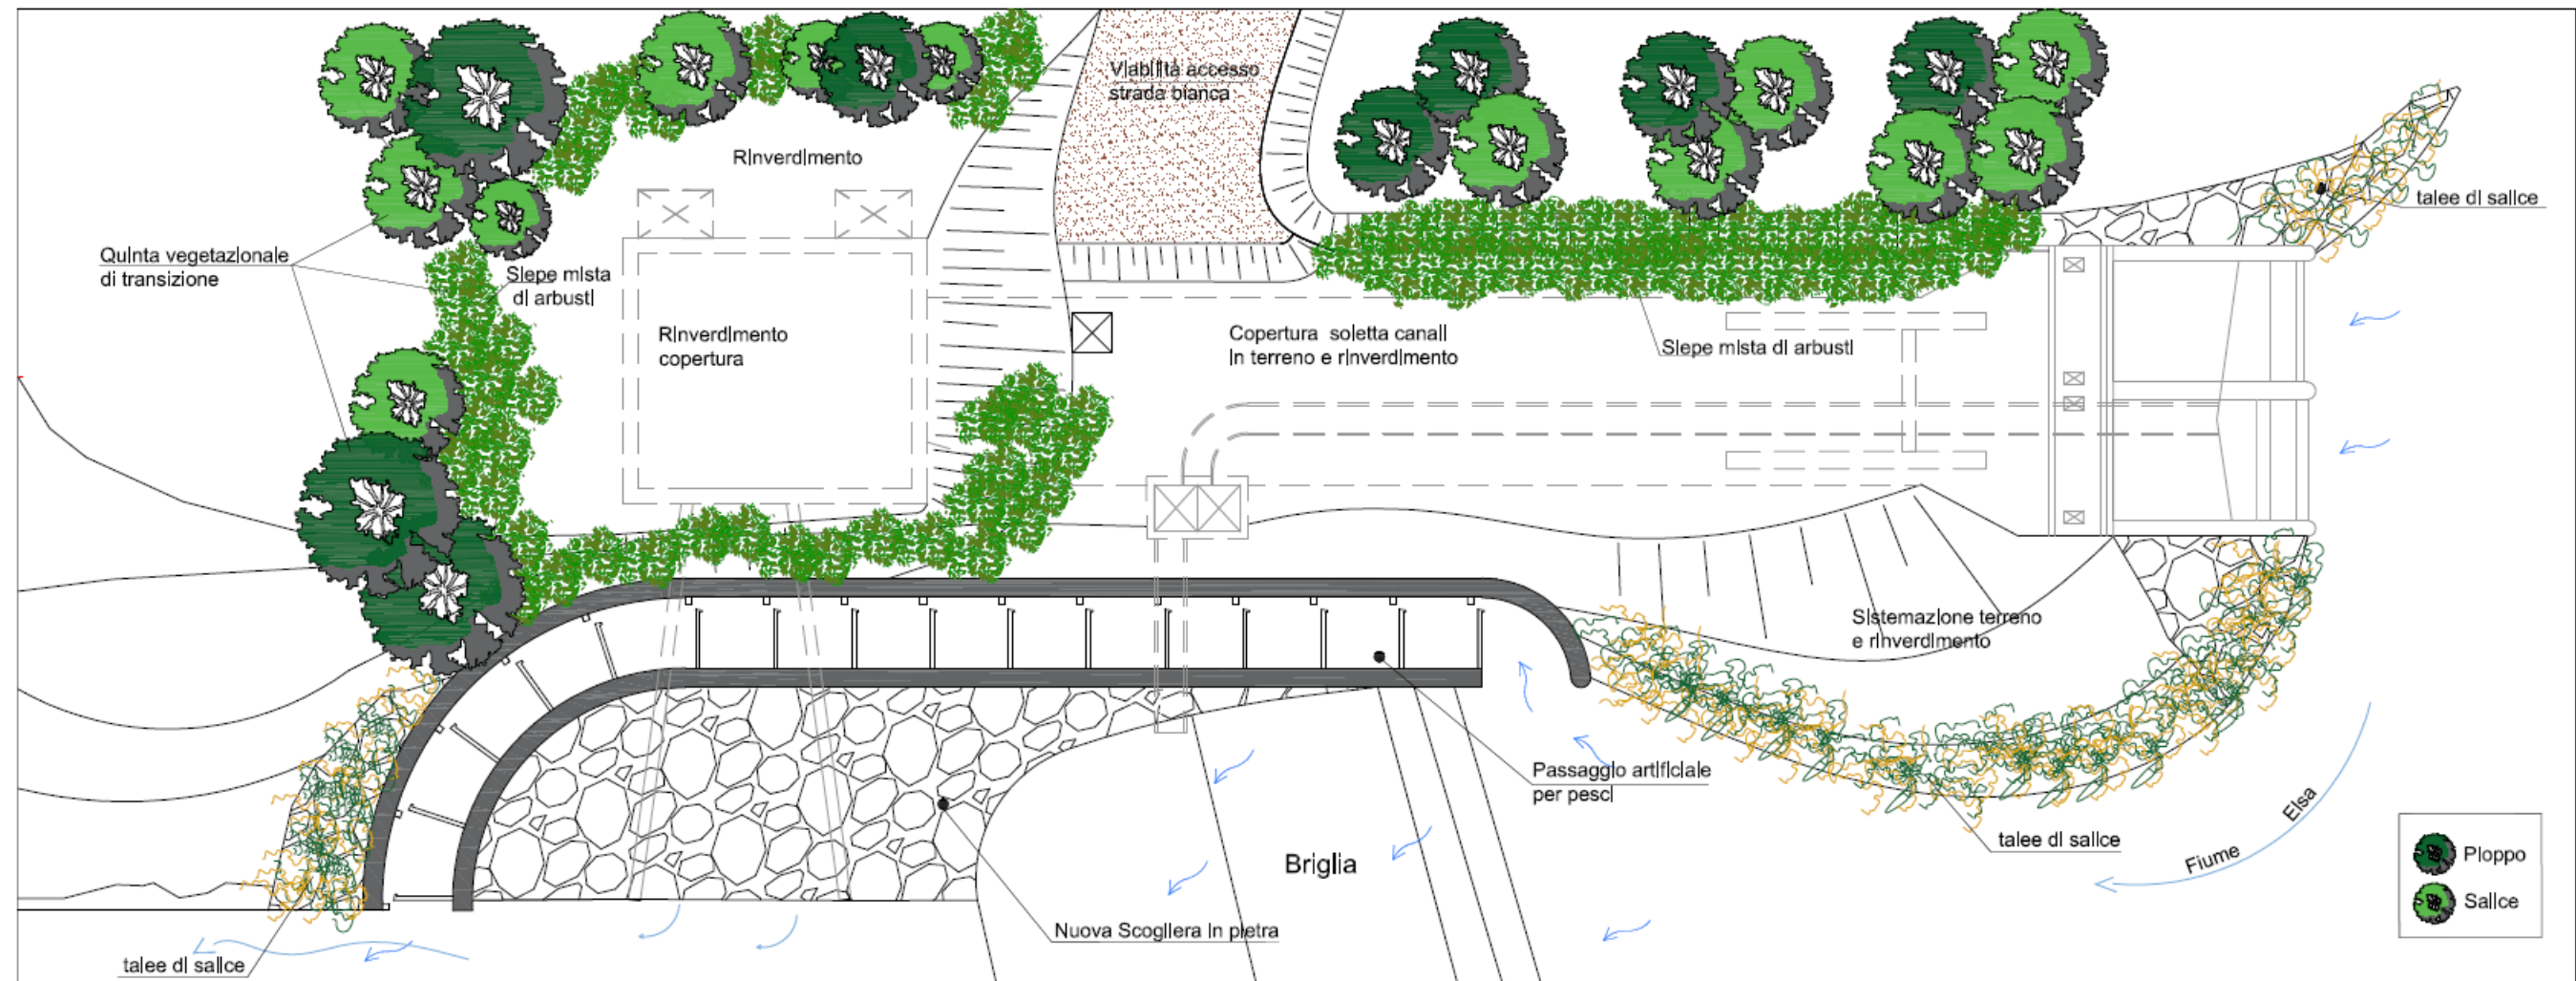 Viabilità accesso
strada bianca
Rinverdimento
talee di salice
Quinta vegetazionale
di transizione
Siepe mista
di arbusti
Rinverdimento
copertura
Copertura soletta canali
in terreno e rinverdimento
Siepe mista di arbusti
Sistemazione terreno
e rinverdimento
Passaggio artificiale
per pesci
Elsa
Fiume
talee di salice
Briglia
Pioppo
Salice
Nuova Scogliera in pietra
talee di salice